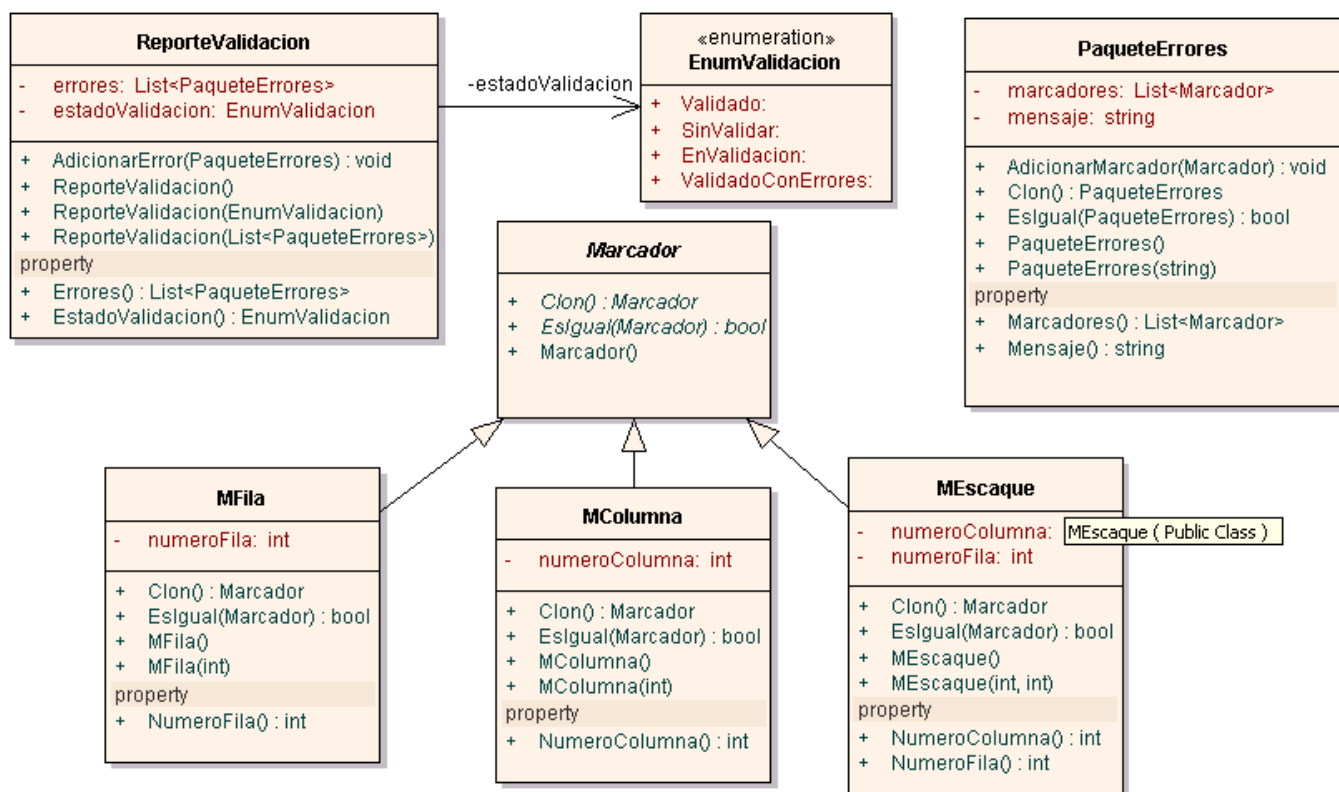 ReporteValidacion
- errores: List<PaqueteErrores>
- estadoValidacion: EnumValidacion
+ AdicionarError(PaqueteErrores) : void
+ ReporteValidacion()
+ ReporteValidacion(EnumValidacion)
+ ReporteValidacion(List<PaqueteErrores>)
property
+ Errores() : List<PaqueteErrores>
+ EstadoValidacion() : EnumValidacion
-estadoValidacion
«enumeration»
EnumValidacion
+ Validado:
+ SinValidar:
+ EnValidacion:
+ ValidadoConErrores:
PaqueteErrores
- marcadores: List<Marcador>
- mensaje: string
+ AdicionarMarcador(Marcador) : void
+ Clon() : PaqueteErrores
+ EsIgual(PaqueteErrores) : bool
+ PaqueteErrores()
+ PaqueteErrores(string)
property
+ Marcadores() : List<Marcador>
+ Mensaje() : string
Marcador
+ Clon() : Marcador
+ EsIgual(Marcador) : bool
+ Marcador()
MFila
- numeroFila: int
+ Clon() : Marcador
+ EsIgual(Marcador) : bool
+ MFila()
+ MFila(int)
property
+ NumeroFila() : int
MColumna
- numeroColumna: int
+ Clon() : Marcador
+ EsIgual(Marcador) : bool
+ MColumna()
+ MColumna(int)
property
+ NumeroColumna() : int
MEscaque
- numeroColumna:
MEscaque ( Public Class )
- numeroFila: int
+ Clon() : Marcador
+ EsIgual(Marcador) : bool
+ MEscaque()
+ MEscaque(int, int)
property
+ NumeroColumna() : int
+ NumeroFila() : int